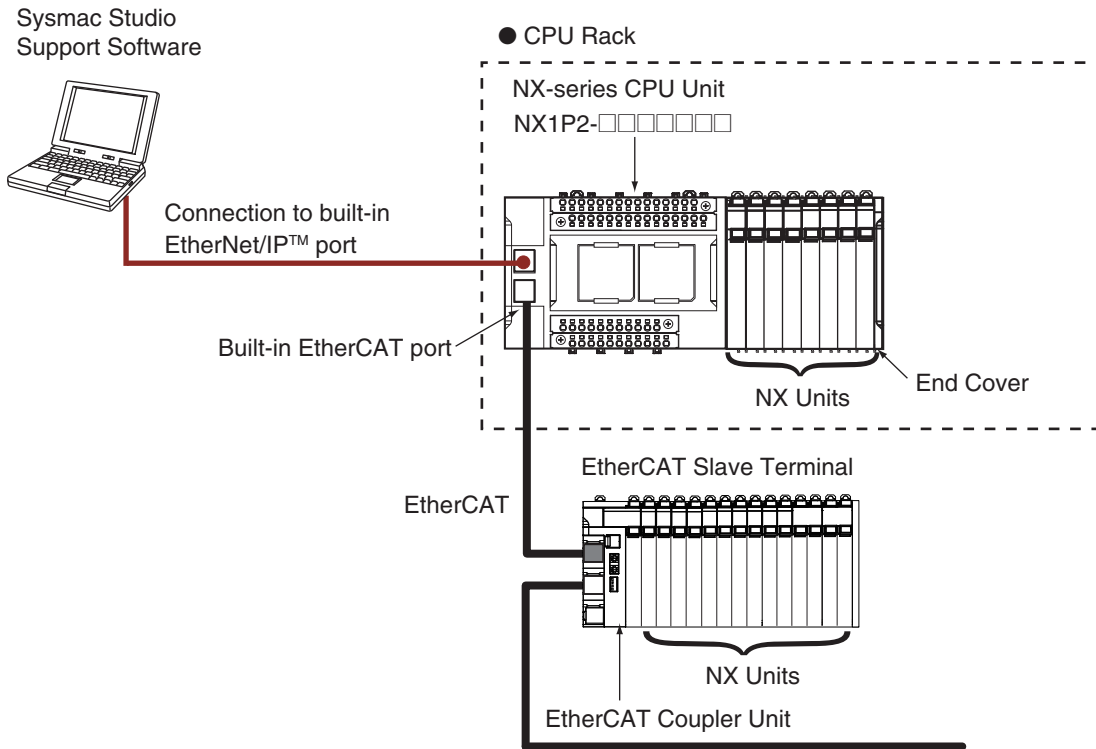 Sysmac Studio
Support Software
● CPU Rack
NX-series CPU Unit
NX1P2-□□□□□□□
Connection to built-in
EtherNet/IP™ port
Built-in EtherCAT port
NX Units
End Cover
EtherCAT Slave Terminal
EtherCAT
NX Units
EtherCAT Coupler Unit